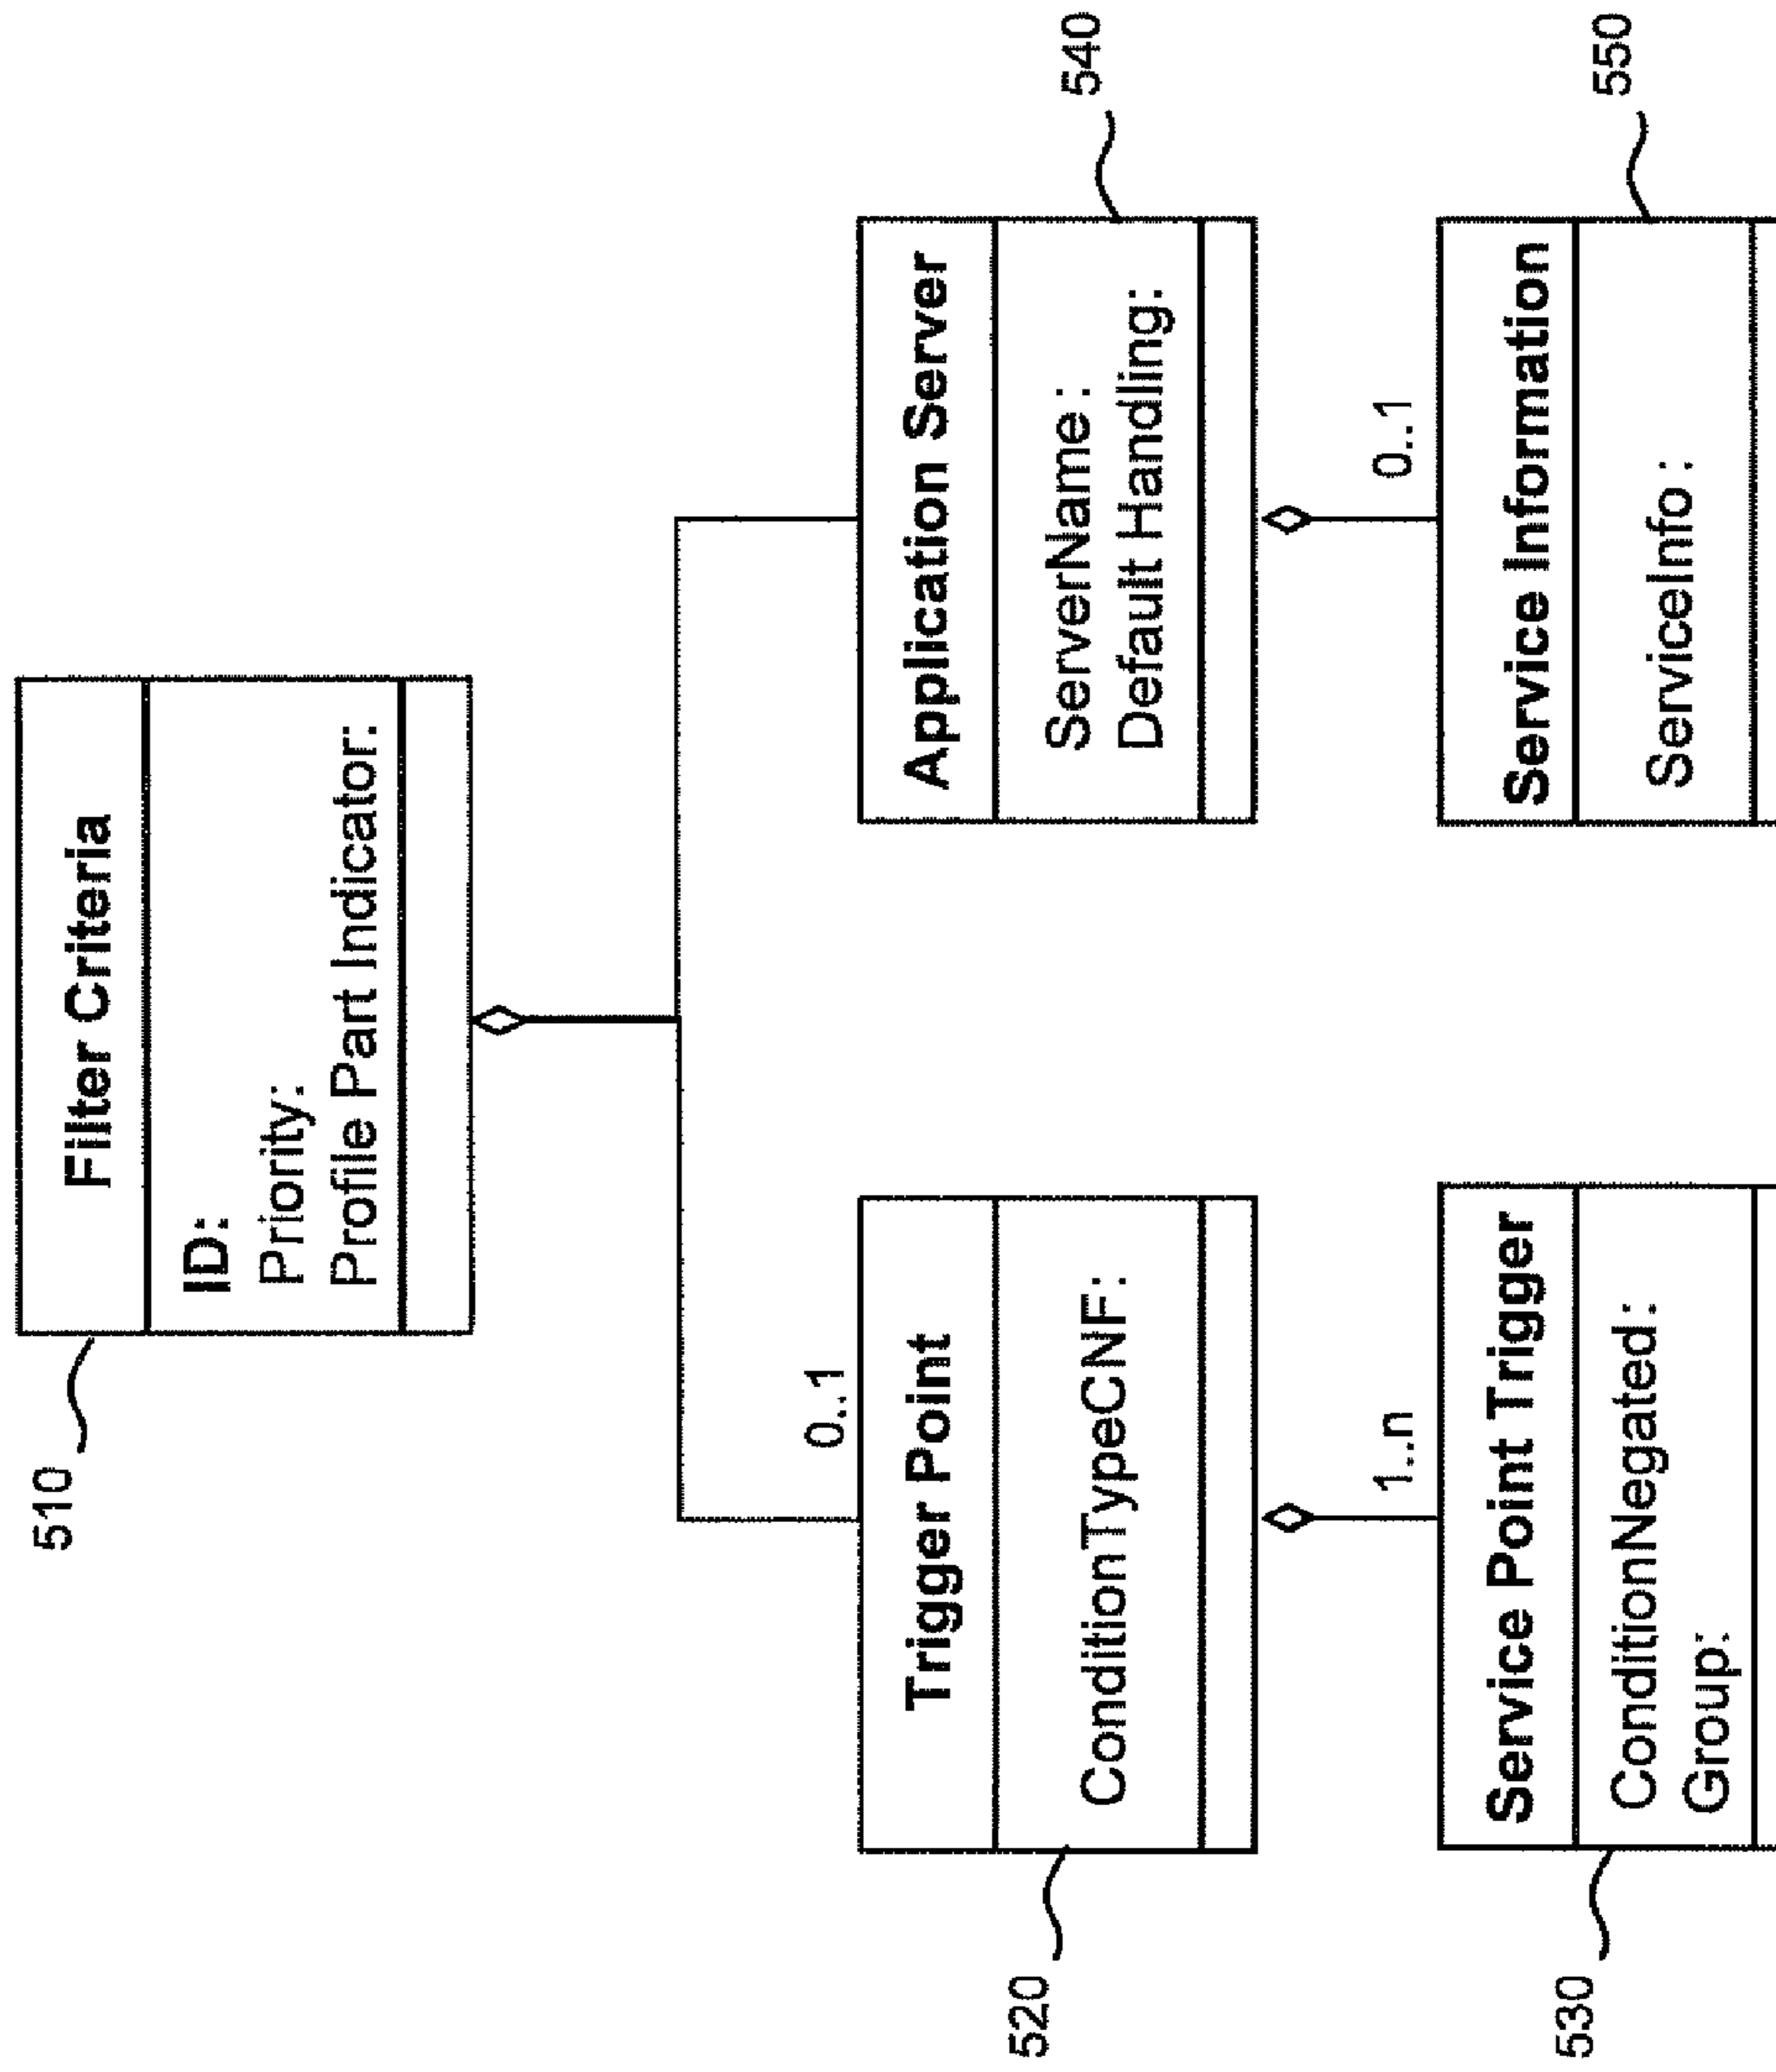 510
Filter Criteria
ID:
Priority:
Profile Part Indicator:
0..1
520
Trigger Point
ConditionTypeCNF:
540
Application Server
ServerName:
Default Handling:
1..n
0..1
530
Service Point Trigger
ConditionNegated:
Group:
550
Service Information
ServiceInfo: